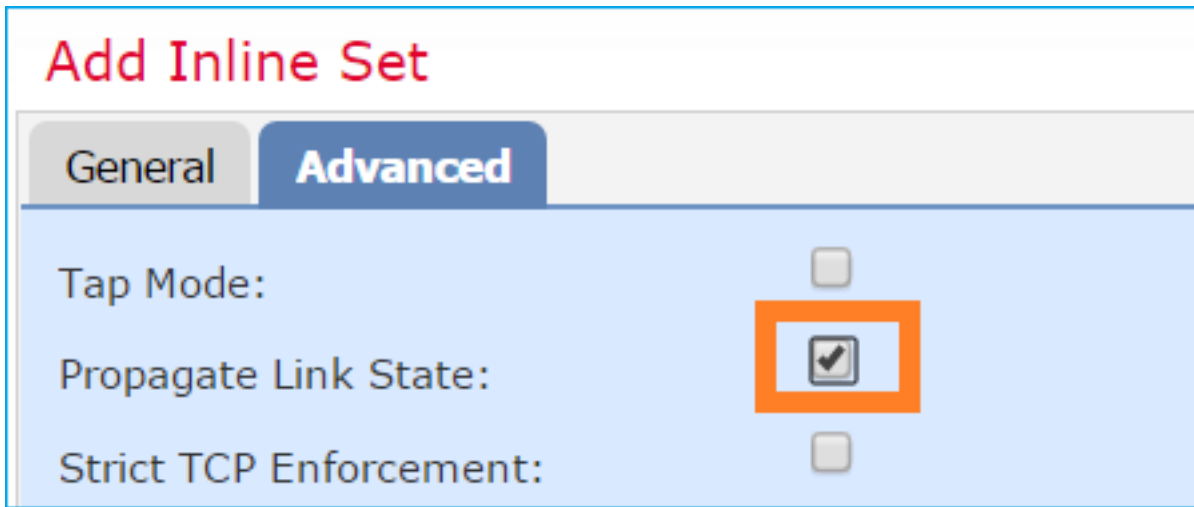 Add Inline Set
General Advanced
Tap Mode:
Propagate Link State:
Strict TCP Enforcement: